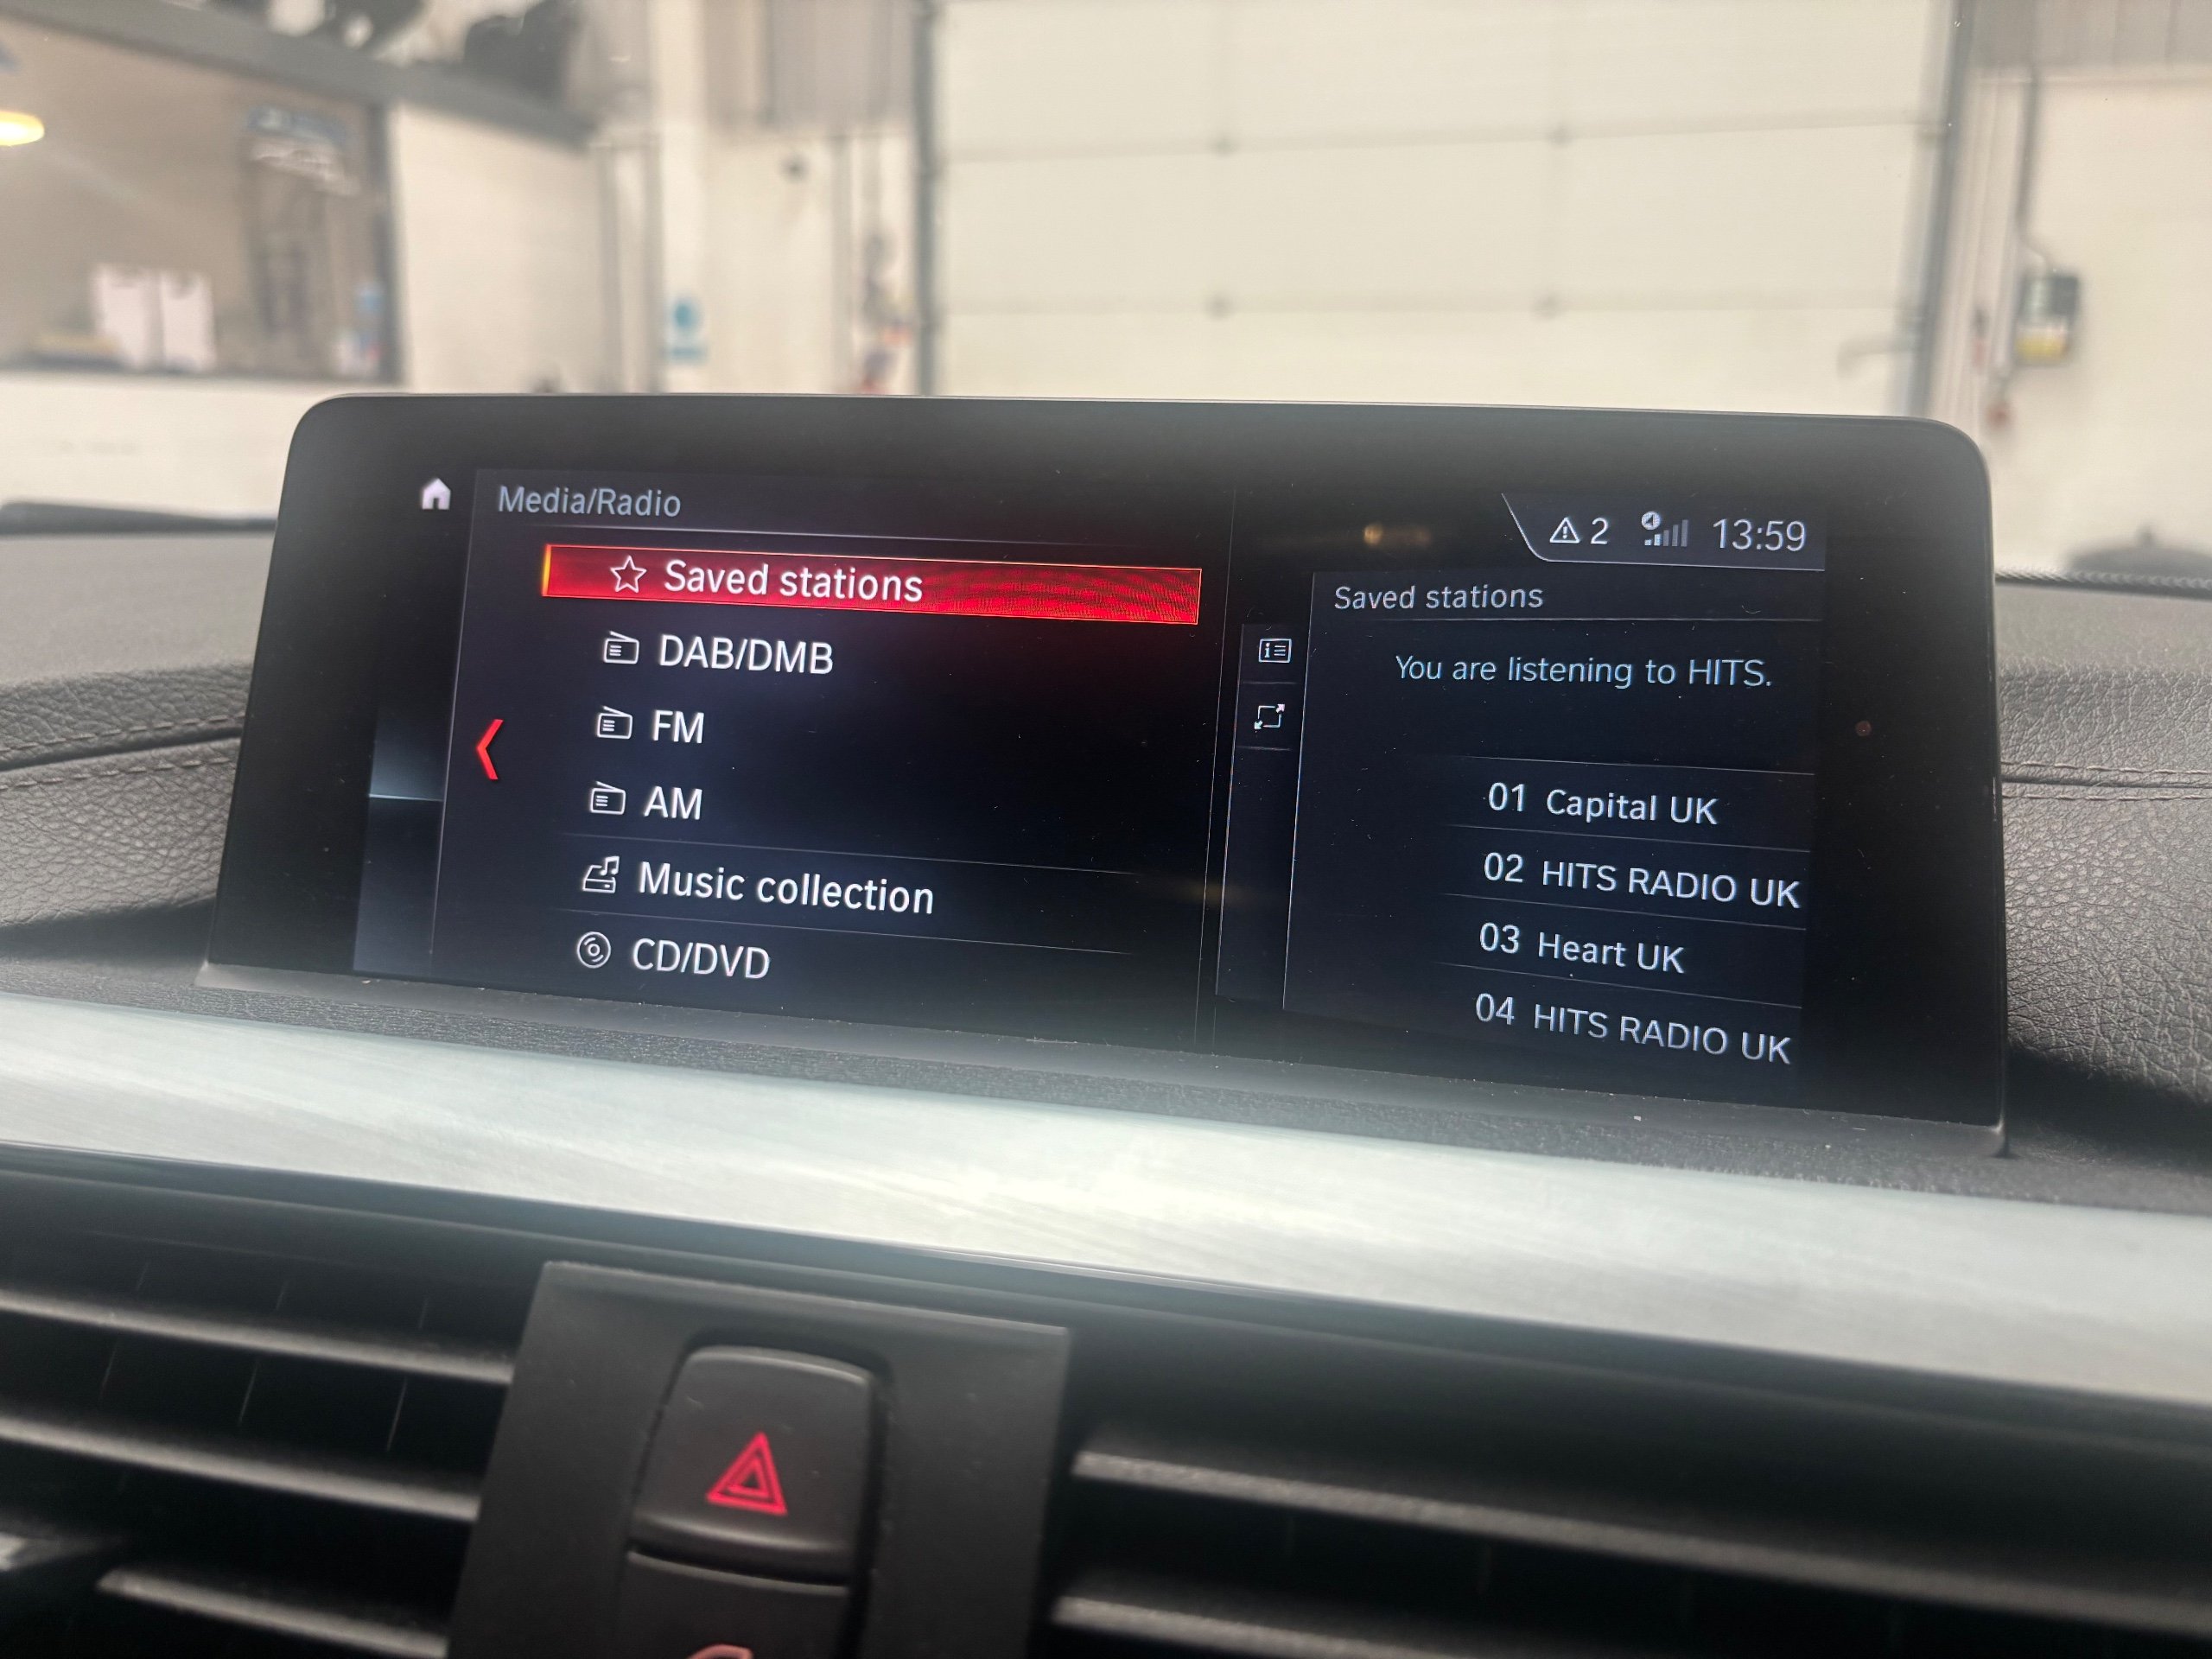 Media/Radio
2 13:59
Saved stations
DAB/DMB
FM
AM
Music collection
CD/DVD
Saved stations
You are listening to HITS.
01 Capital UK
02 HITS RADIO UK
03 Heart UK
04 HITS RADIO UK